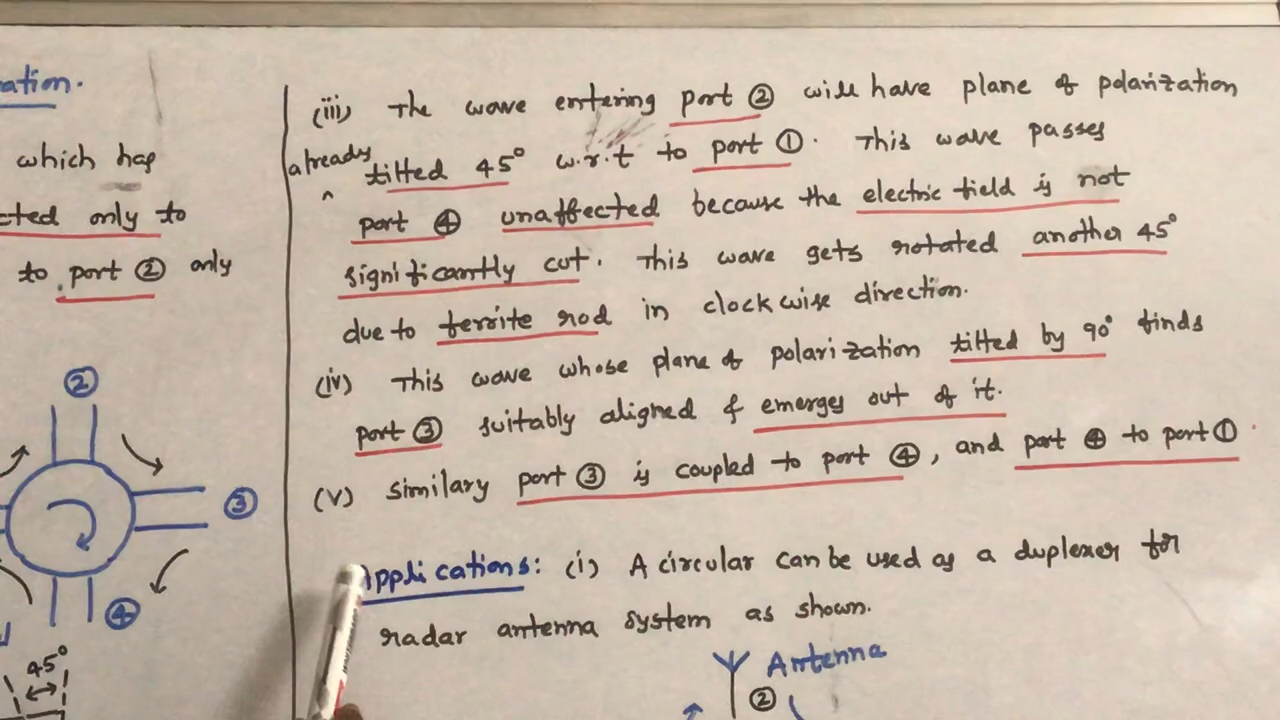 ation.
which has
cted only to
to port ② only
②
③
④
45°
(iii) The wave entering port ② will have plane of polarization
already tilted 45° w.r.t to port ①. This wave passes
port ④ unaffected because the electric field is not
significantly cut. This wave gets rotated another 45°
due to ferrite rod in clockwise direction.
(iv) This wave whose plane of polarization tilted by 90° finds
port ③ suitably aligned & emerges out of it.
(v) similary port ③ is coupled to port ④, and port ④ to port ①
Applications: (i) A circular can be used as a duplexer for
radar antenna system as shown.
Antenna
②